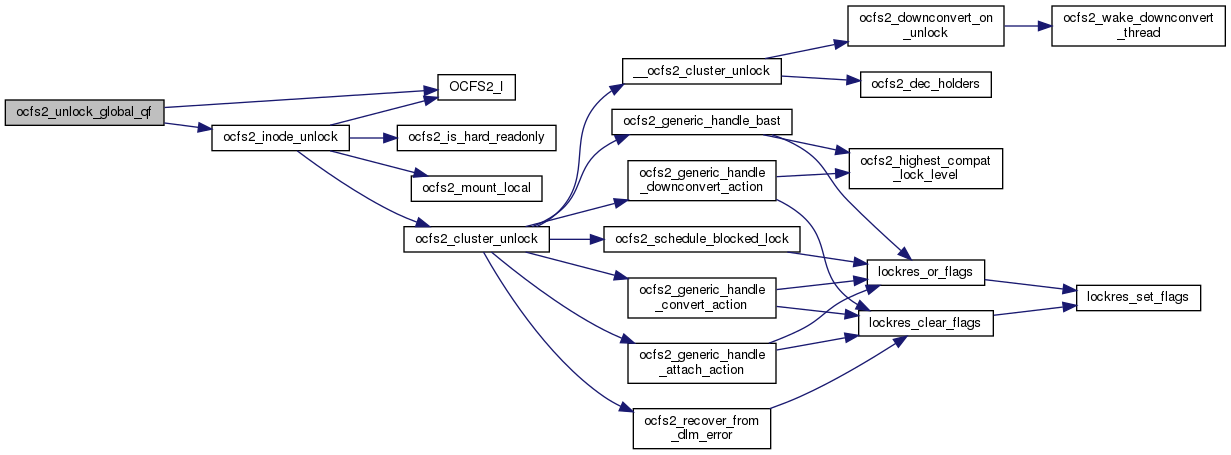 ocfs2_unlock_global_qf
OCFS2_I
ocfs2_inode_unlock
ocfs2_is_hard_readonly
ocfs2_mount_local
ocfs2_cluster_unlock
__ocfs2_cluster_unlock
ocfs2_downconvert_on
_unlock
ocfs2_wake_downconvert
_thread
ocfs2_dec_holders
ocfs2_generic_handle_bast
ocfs2_generic_handle
_downconvert_action
ocfs2_highest_compat
_lock_level
ocfs2_schedule_blocked_lock
ocfs2_generic_handle
_convert_action
ocfs2_generic_handle
_attach_action
ocfs2_recover_from
_dlm_error
lockres_or_flags
lockres_clear_flags
lockres_set_flags